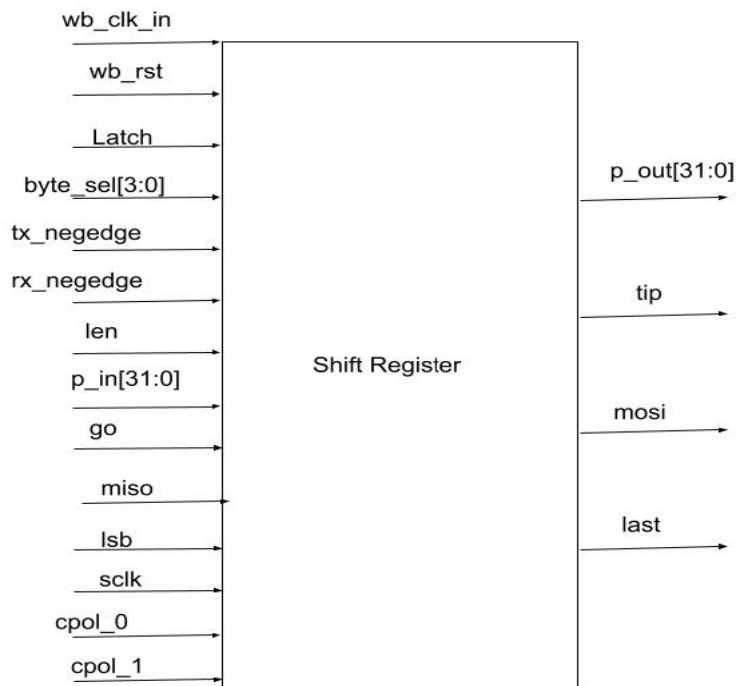 wb_clk_in
wb_rst
Latch
byte_sel[3:0]
tx_negedge
rx_negedge
len
p_in[31:0]
go
miso
lsb
sclk
cpol_0
cpol_1
Shift Register
p_out[31:0]
tip
mosi
last